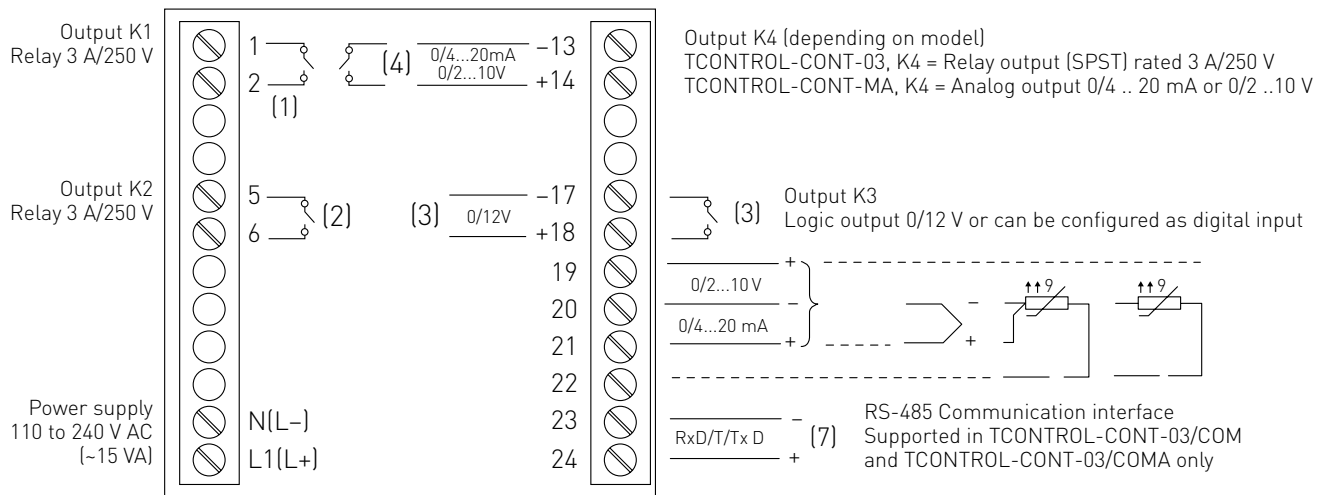 Output K1
Relay 3 A/250 V
1
2
(1)
(4)
0/4...20mA
0/2...10V
–13
+14
Output K4 (depending on model)
TCONTROL-CONT-03, K4 = Relay output (SPST) rated 3 A/250 V
TCONTROL-CONT-MA, K4 = Analog output 0/4 .. 20 mA or 0/2 ..10 V
Output K2
Relay 3 A/250 V
5
6
(2)
(3)
0/12V
–17
+18
(3)
Output K3
Logic output 0/12 V or can be configured as digital input
19
20
21
22
+
0/2...10 V
–
0/4...20 mA
+
–
+
9
9
Power supply
110 to 240 V AC
(~15 VA)
N(L–)
L1(L+)
23
24
–
RxD/T/Tx D
+
(7)
RS-485 Communication interface
Supported in TCONTROL-CONT-03/COM
and TCONTROL-CONT-03/COMA only